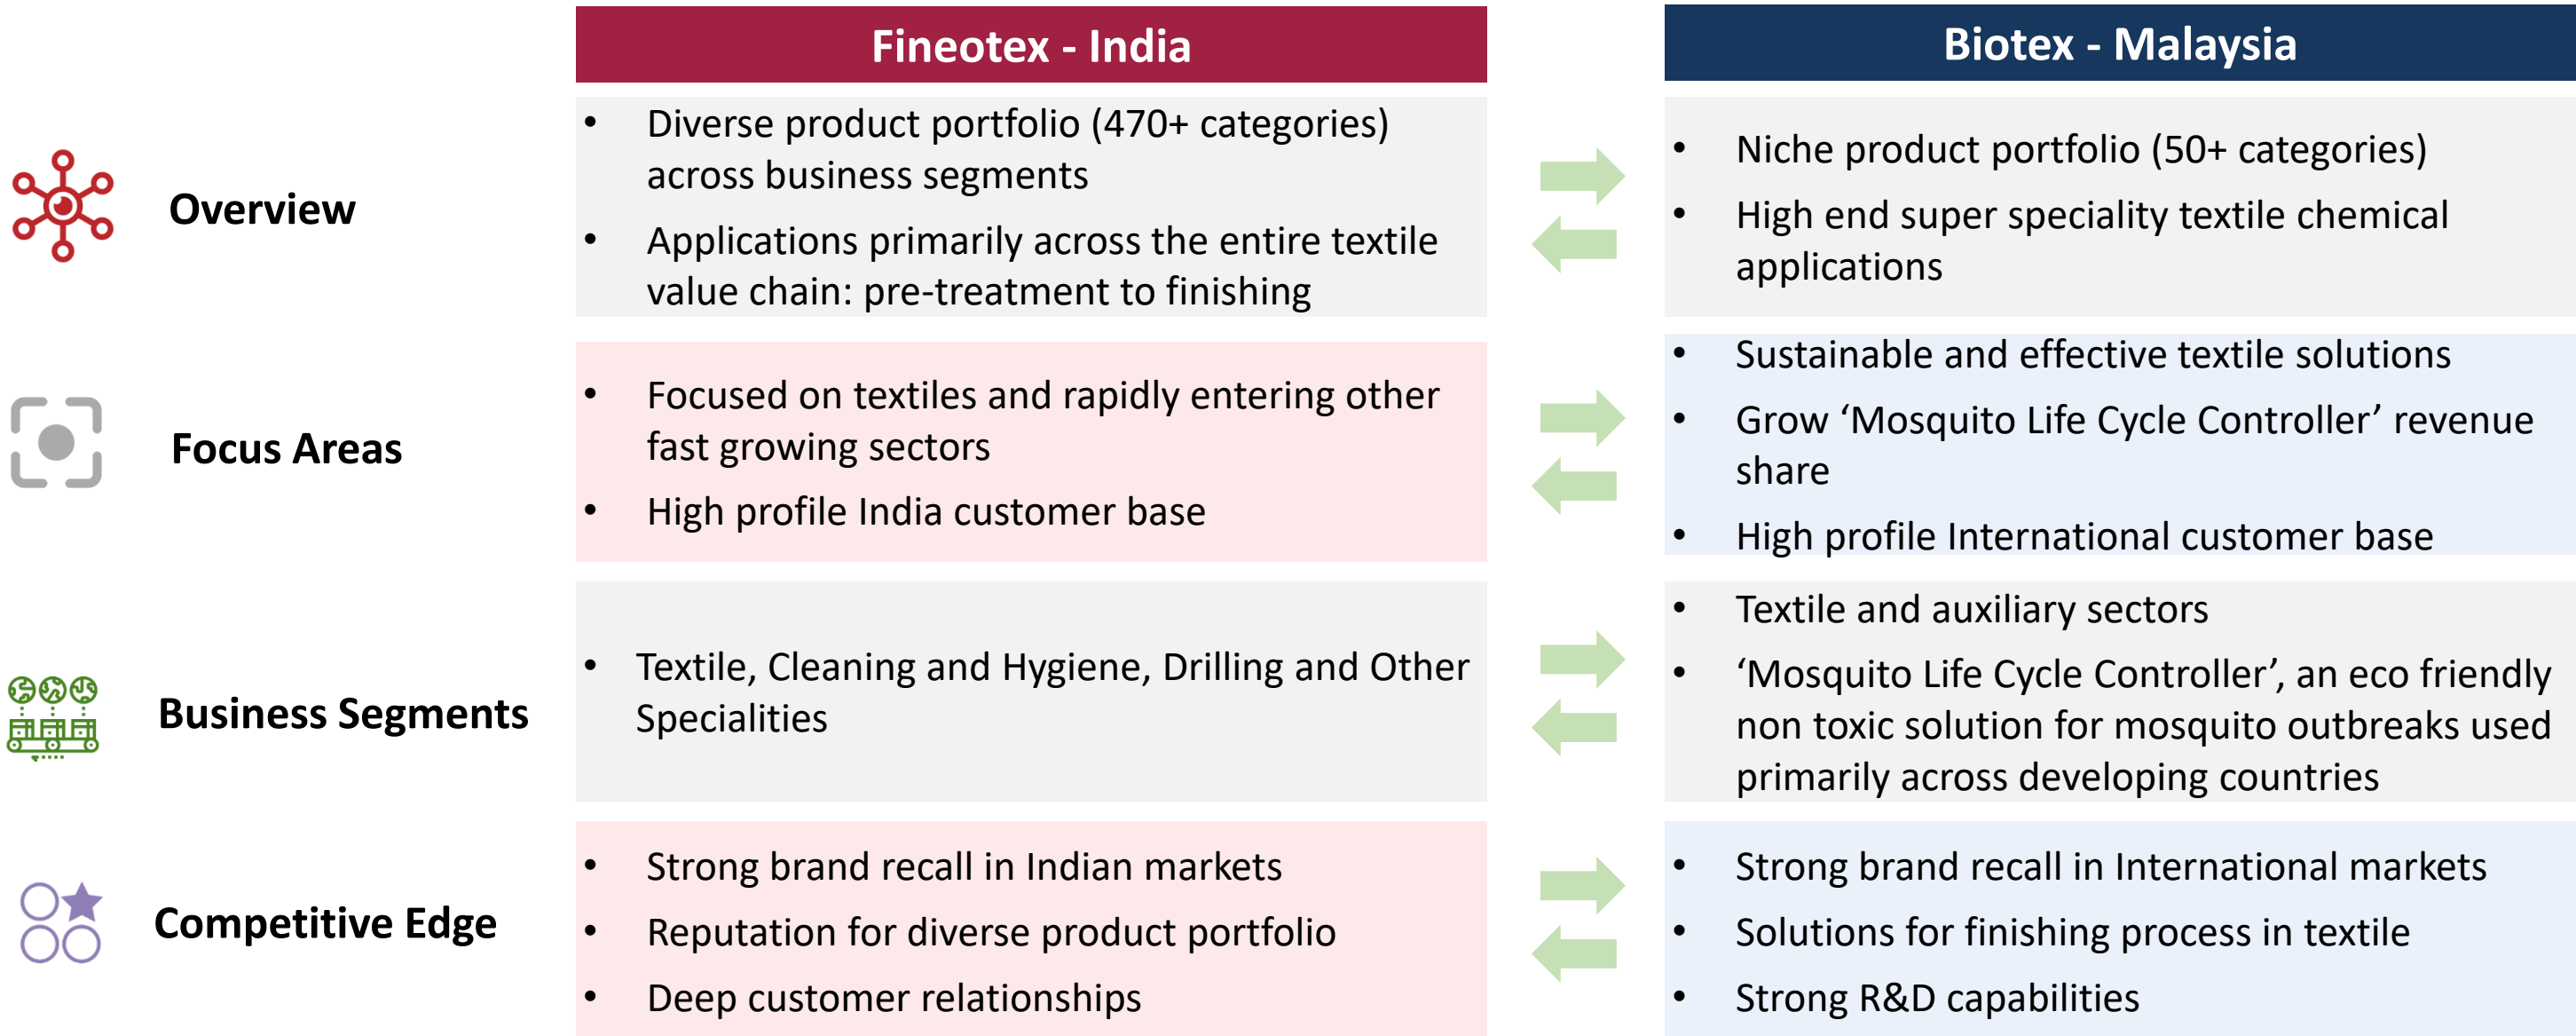 Fineotex - India
Biotex - Malaysia
Overview
• Diverse product portfolio (470+ categories)
across business segments
• Applications primarily across the entire textile
value chain: pre-treatment to finishing
• Niche product portfolio (50+ categories)
• High end super speciality textile chemical
applications
Focus Areas
• Focused on textiles and rapidly entering other
fast growing sectors
• High profile India customer base
• Sustainable and effective textile solutions
• Grow ‘Mosquito Life Cycle Controller’ revenue
share
• High profile International customer base
Business Segments
• Textile, Cleaning and Hygiene, Drilling and Other
Specialities
• Textile and auxiliary sectors
• ‘Mosquito Life Cycle Controller’, an eco friendly
non toxic solution for mosquito outbreaks used
primarily across developing countries
Competitive Edge
• Strong brand recall in Indian markets
• Reputation for diverse product portfolio
• Deep customer relationships
• Strong brand recall in International markets
• Solutions for finishing process in textile
• Strong R&D capabilities